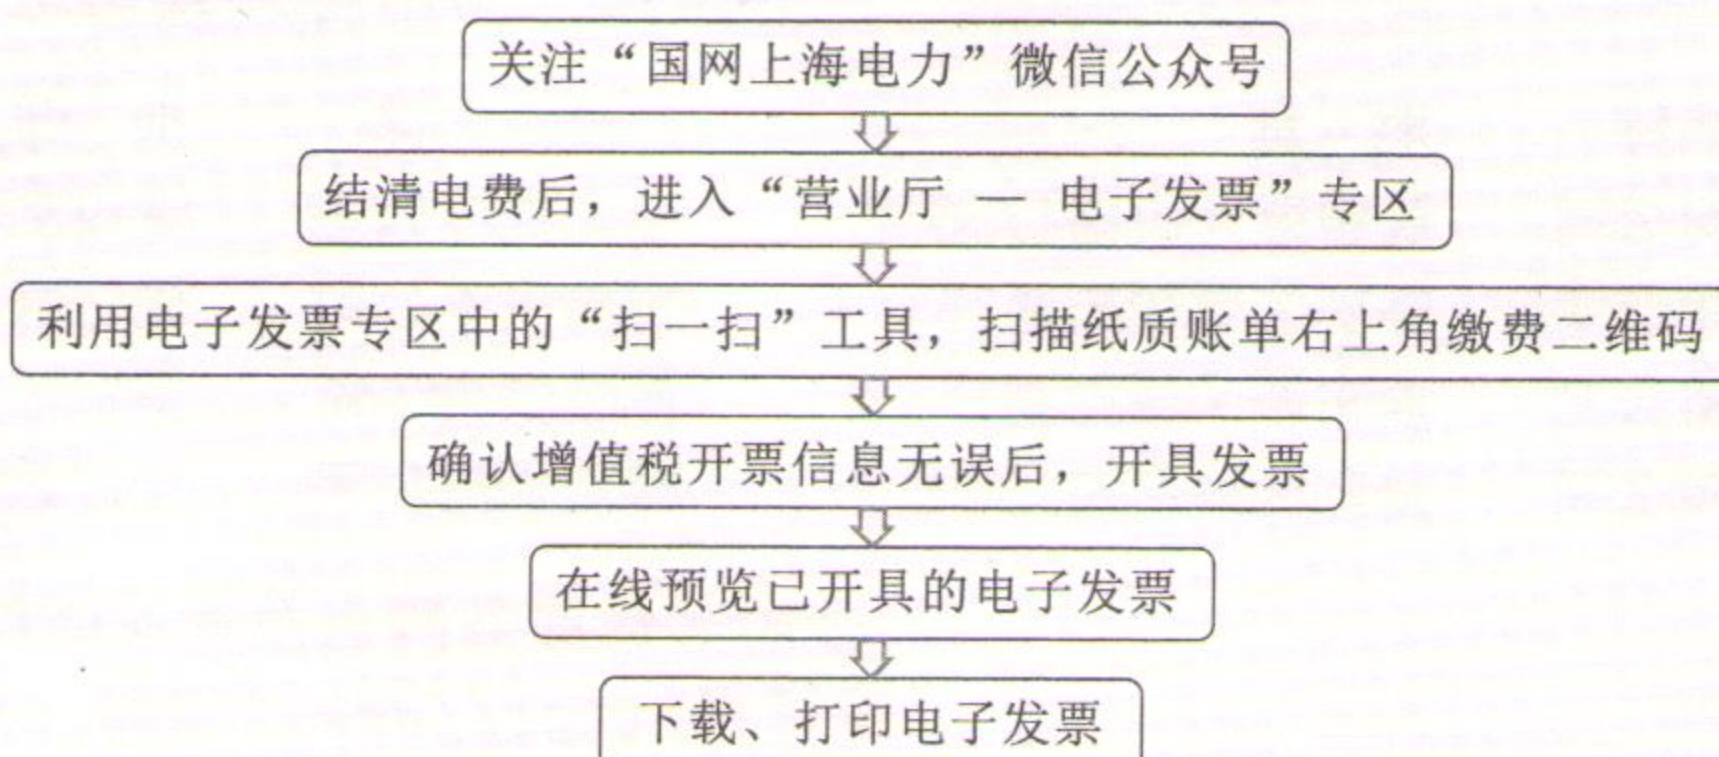 关注“国网上海电力”微信公众号
结清电费后，进入“营业厅 — 电子发票”专区
利用电子发票专区中的“扫一扫”工具，扫描纸质账单右上角缴费二维码
确认增值税开票信息无误后，开具发票
在线预览已开具的电子发票
下载、打印电子发票